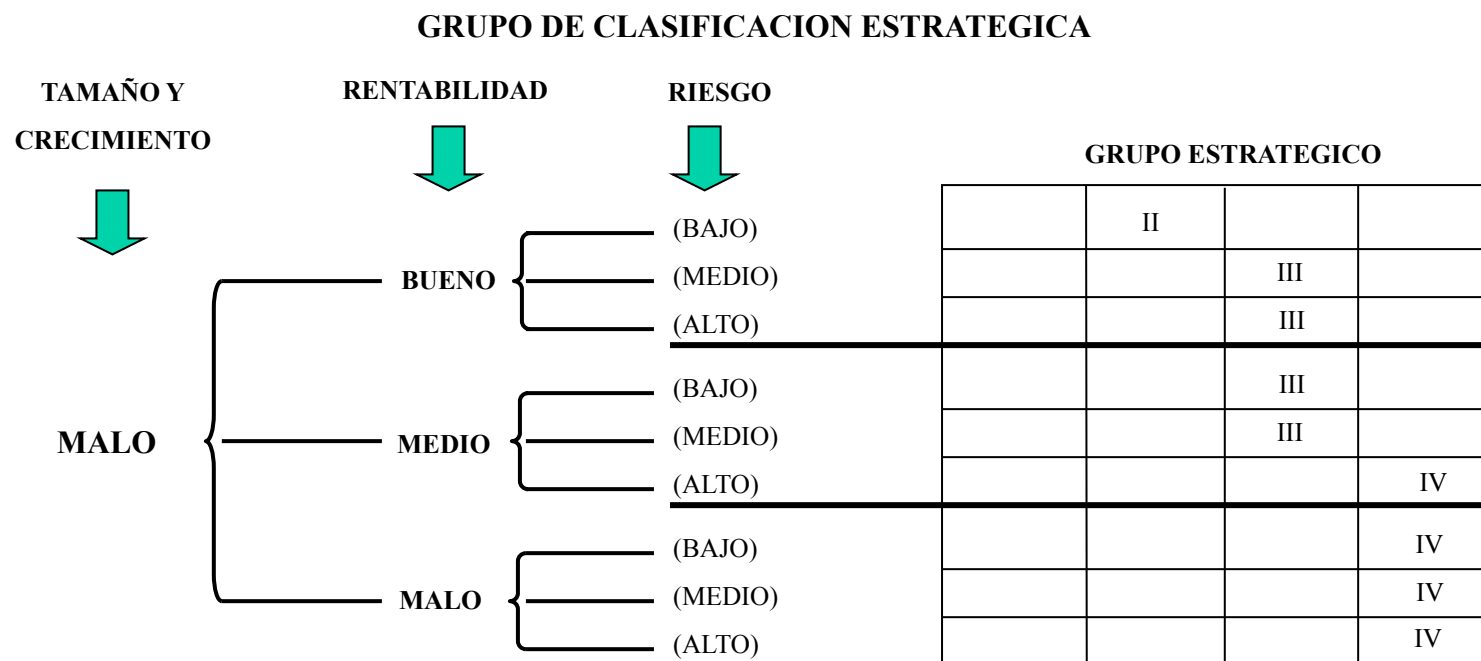 GRUPO DE CLASIFICACION ESTRATEGICA
TAMAÑO Y
CRECIMIENTO
RENTABILIDAD
RIESGO
GRUPO ESTRATEGICO
(BAJO) II
BUENO (MEDIO) III
(ALTO) III
(BAJO) III
MALO MEDIO (MEDIO) III
(ALTO) IV
(BAJO) IV
MALO (MEDIO) IV
(ALTO) IV